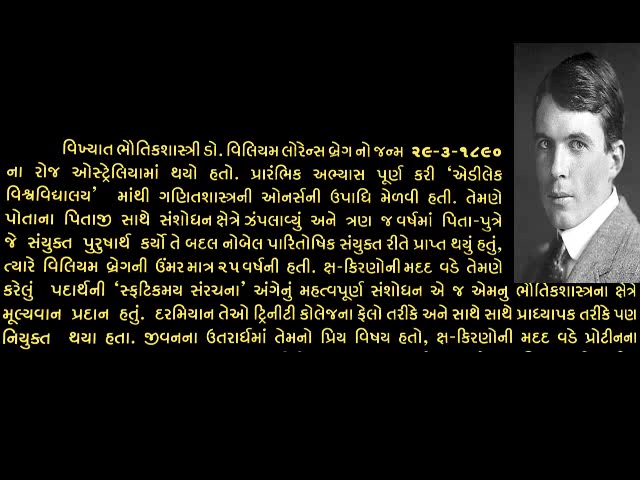 વિખ્યાત ભૌતિકશાસ્ત્રી ડો. વિલિયમ લોરેન્સ બ્રેગ નો જન્મ ૨૯-૩-૧૮૯૦
ના રોજ ઓસ્ટ્રેલિયામાં થયો હતો. પ્રારંભિક અભ્યાસ પૂર્ણ કરી ‘એડીલેક
વિશ્વવિદ્યાલય’ માંથી ગણિતશાસ્ત્રની ઓનર્સની ઉપાધિ મેળવી હતી. તેમણે
પોતાના પિતાજી સાથે સંશોધન ક્ષેત્રે ઝંપલાવ્યું અને ત્રણ જ વર્ષમાં પિતા-પુત્રે
જે સંયુક્ત પુરુષાર્થ કર્યો તે બદલ નોબેલ પારિતોષિક સંયુક્ત રીતે પ્રાપ્ત થયું હતું,
ત્યારે વિલિયમ બ્રેગની ઉંમર માત્ર ૨૫ વર્ષની હતી. ક્ષ-કિરણોની મદદ વડે તેમણે
કરેલું પદાર્થની ‘સ્ફટિકમય સંરચના’ અંગેનું મહત્વપૂર્ણ સંશોધન એ જ એમનું ભૌતિકશાસ્ત્રના ક્ષેત્રે
મૂલ્યવાન પ્રદાન હતું. દરમિયાન તેઓ ટ્રિનીટી કોલેજના ફેલો તરીકે અને સાથે સાથે પ્રાધ્યાપક તરીકે પણ
નિયુક્ત થયા હતા. જીવનના ઉતરાર્ધમાં તેમનો પ્રિય વિષય હતો, ક્ષ-કિરણોની મદદ વડે પ્રોટીનના